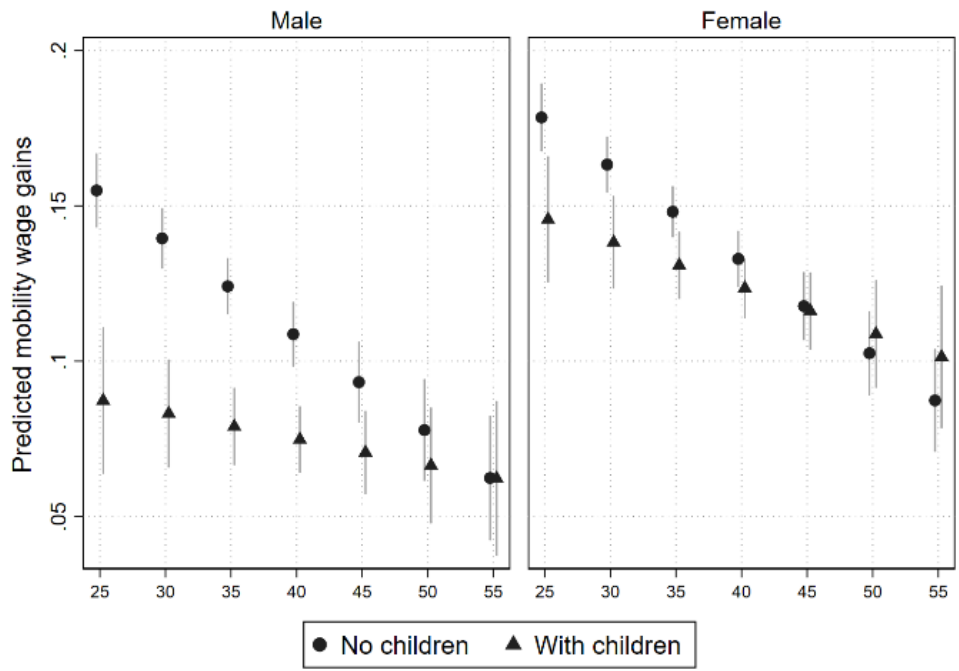 Male Female
Predicted mobility wage gains
.2
.15
.1
.05
25 30 35 40 45 50 55 25 30 35 40 45 50 55
No children With children